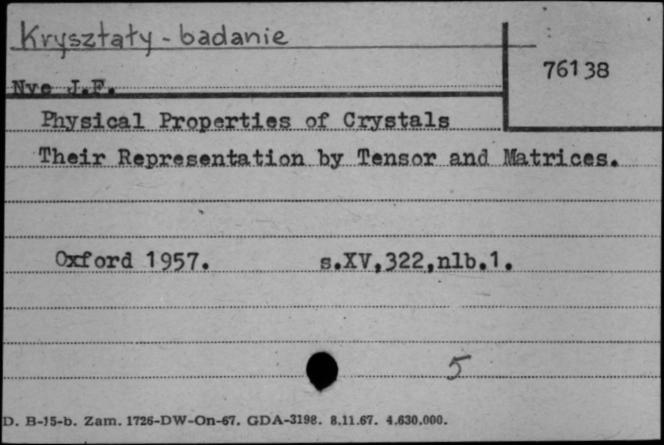 Kryształy - badanie
76138
Nye J.F.
Physical Properties of Crystals
Their Representation by Tensor and Matrices.
Oxford 1957. s.XV,322,nlb.1.
5
D. B-15-b. Zam. 1726-DW-On-67. GDA-3198. 8.11.67. 4.630.000.